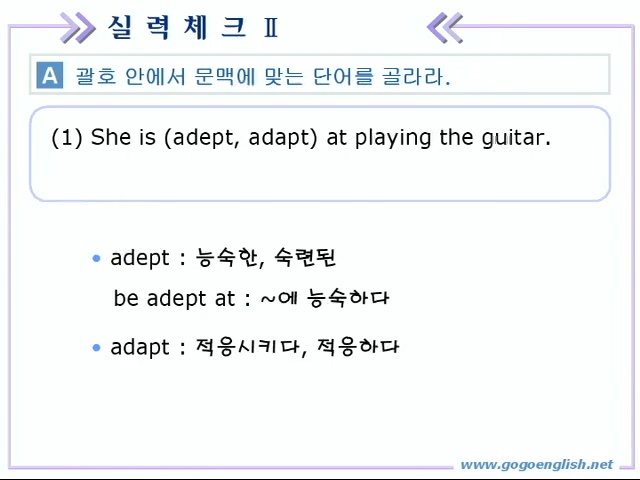 실 력 체 크 Ⅱ
A 괄호 안에서 문맥에 맞는 단어를 골라라.
(1) She is (adept, adapt) at playing the guitar.
• adept : 능숙한, 숙련된
be adept at : ~에 능숙하다
• adapt : 적응시키다, 적응하다
www.gogoenglish.net